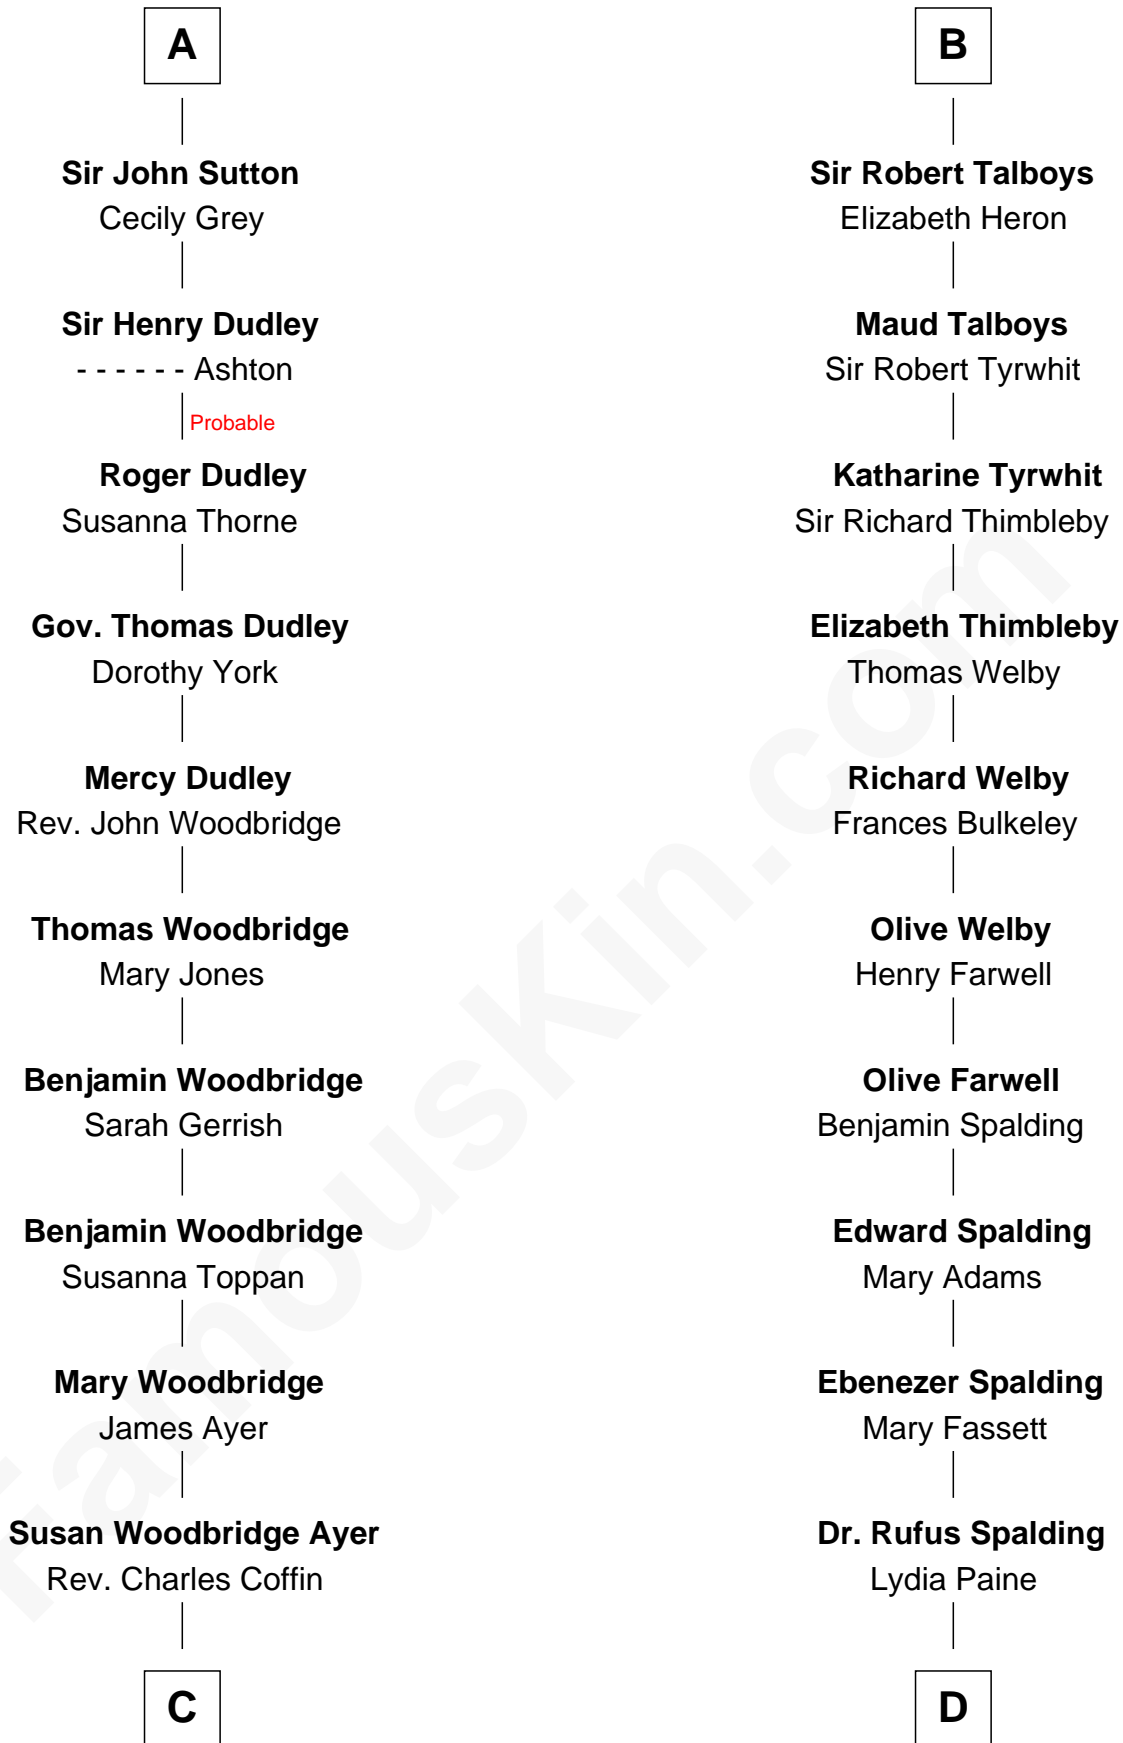 A
Sir John Sutton
Cecily Grey
Sir Henry Dudley
- - - - - - Ashton
Probable
Roger Dudley
Susanna Thorne
Gov. Thomas Dudley
Dorothy York
Mercy Dudley
Rev. John Woodbridge
Thomas Woodbridge
Mary Jones
Benjamin Woodbridge
Sarah Gerrish
Benjamin Woodbridge
Susanna Toppan
Mary Woodbridge
James Ayer
Susan Woodbridge Ayer
Rev. Charles Coffin
C
B
Sir Robert Talboys
Elizabeth Heron
Maud Talboys
Sir Robert Tyrwhit
Katharine Tyrwhit
Sir Richard Thimbleby
Elizabeth Thimbleby
Thomas Welby
Richard Welby
Frances Bulkeley
Olive Welby
Henry Farwell
Olive Farwell
Benjamin Spalding
Edward Spalding
Mary Adams
Ebenezer Spalding
Mary Fassett
Dr. Rufus Spalding
Lydia Paine
D
FamousKin.com